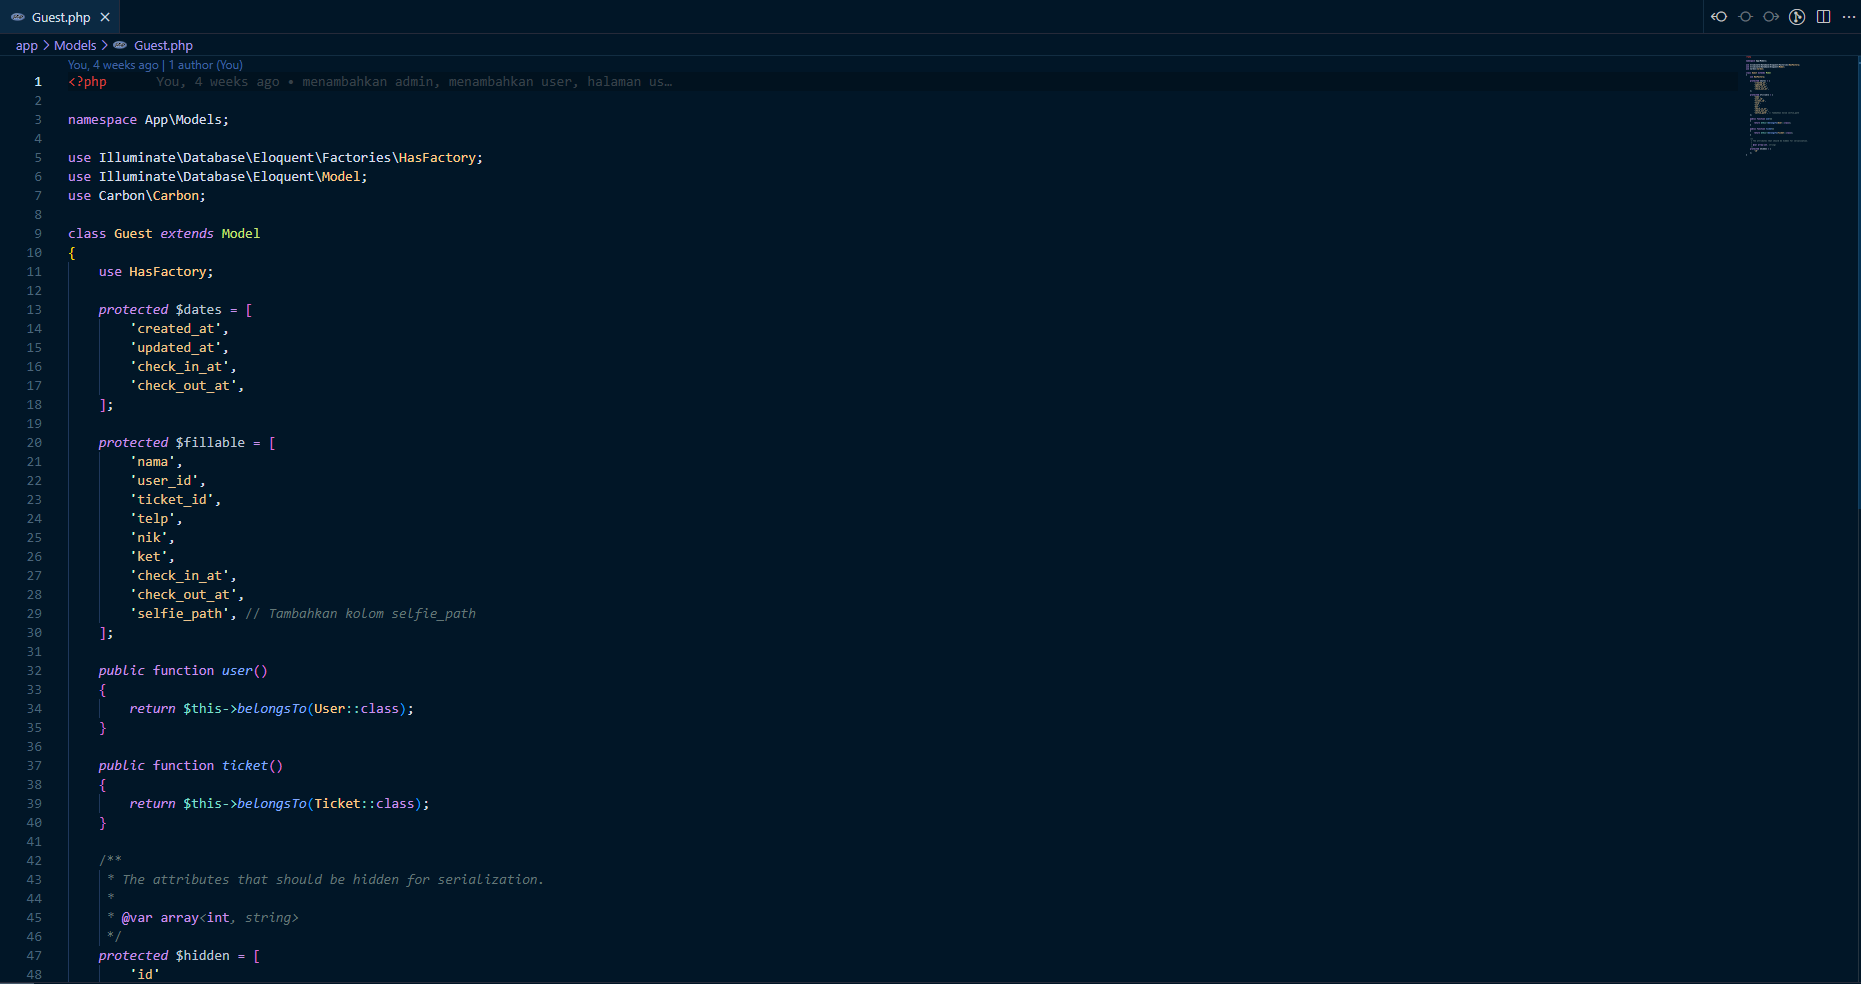 Guest.php
app > Models > Guest.php
You, 4 weeks ago | 1 author (You)
1 <?php You, 4 weeks ago • menambahkan admin, menambahkan user, halaman us…
2
3 namespace App\Models;
4
5 use Illuminate\Database\Eloquent\Factories\HasFactory;
6 use Illuminate\Database\Eloquent\Model;
7 use Carbon\Carbon;
8
9 class Guest extends Model
10 {
11     use HasFactory;
12
13     protected $dates = [
14         'created_at',
15         'updated_at',
16         'check_in_at',
17         'check_out_at',
18     ];
19
20     protected $fillable = [
21         'nama',
22         'user_id',
23         'ticket_id',
24         'telp',
25         'nik',
26         'ket',
27         'check_in_at',
28         'check_out_at',
29         'selfie_path', // Tambahkan kolom selfie_path
30     ];
31
32     public function user()
33     {
34         return $this->belongsTo(User::class);
35     }
36
37     public function ticket()
38     {
39         return $this->belongsTo(Ticket::class);
40     }
41
42     /**
43      * The attributes that should be hidden for serialization.
44      *
45      * @var array<int, string>
46      */
47     protected $hidden = [
48         'id'